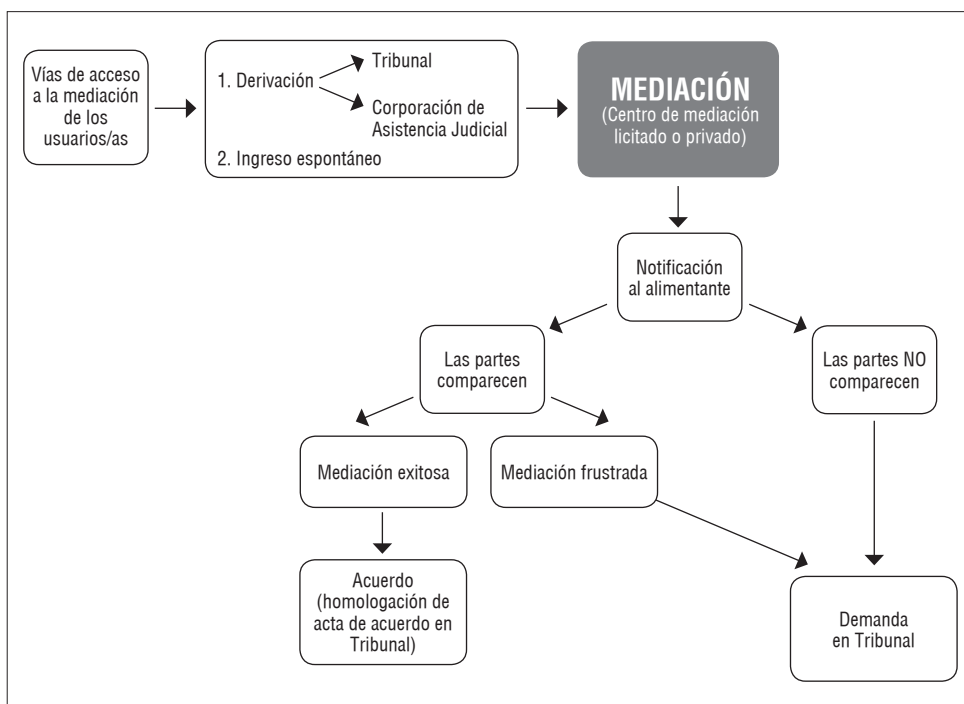 Vías de acceso
a la mediación
de los
usuarios/as
1. Derivación
Tribunal
Corporación de
Asistencia Judicial
2. Ingreso espontáneo
MEDIACIÓN
(Centro de mediación
licitado o privado)
Notificación
al alimentante
Las partes
comparecen
Las partes NO
comparecen
Mediación exitosa
Mediación frustrada
Acuerdo
(homologación de
acta de acuerdo en
Tribunal)
Demanda
en Tribunal